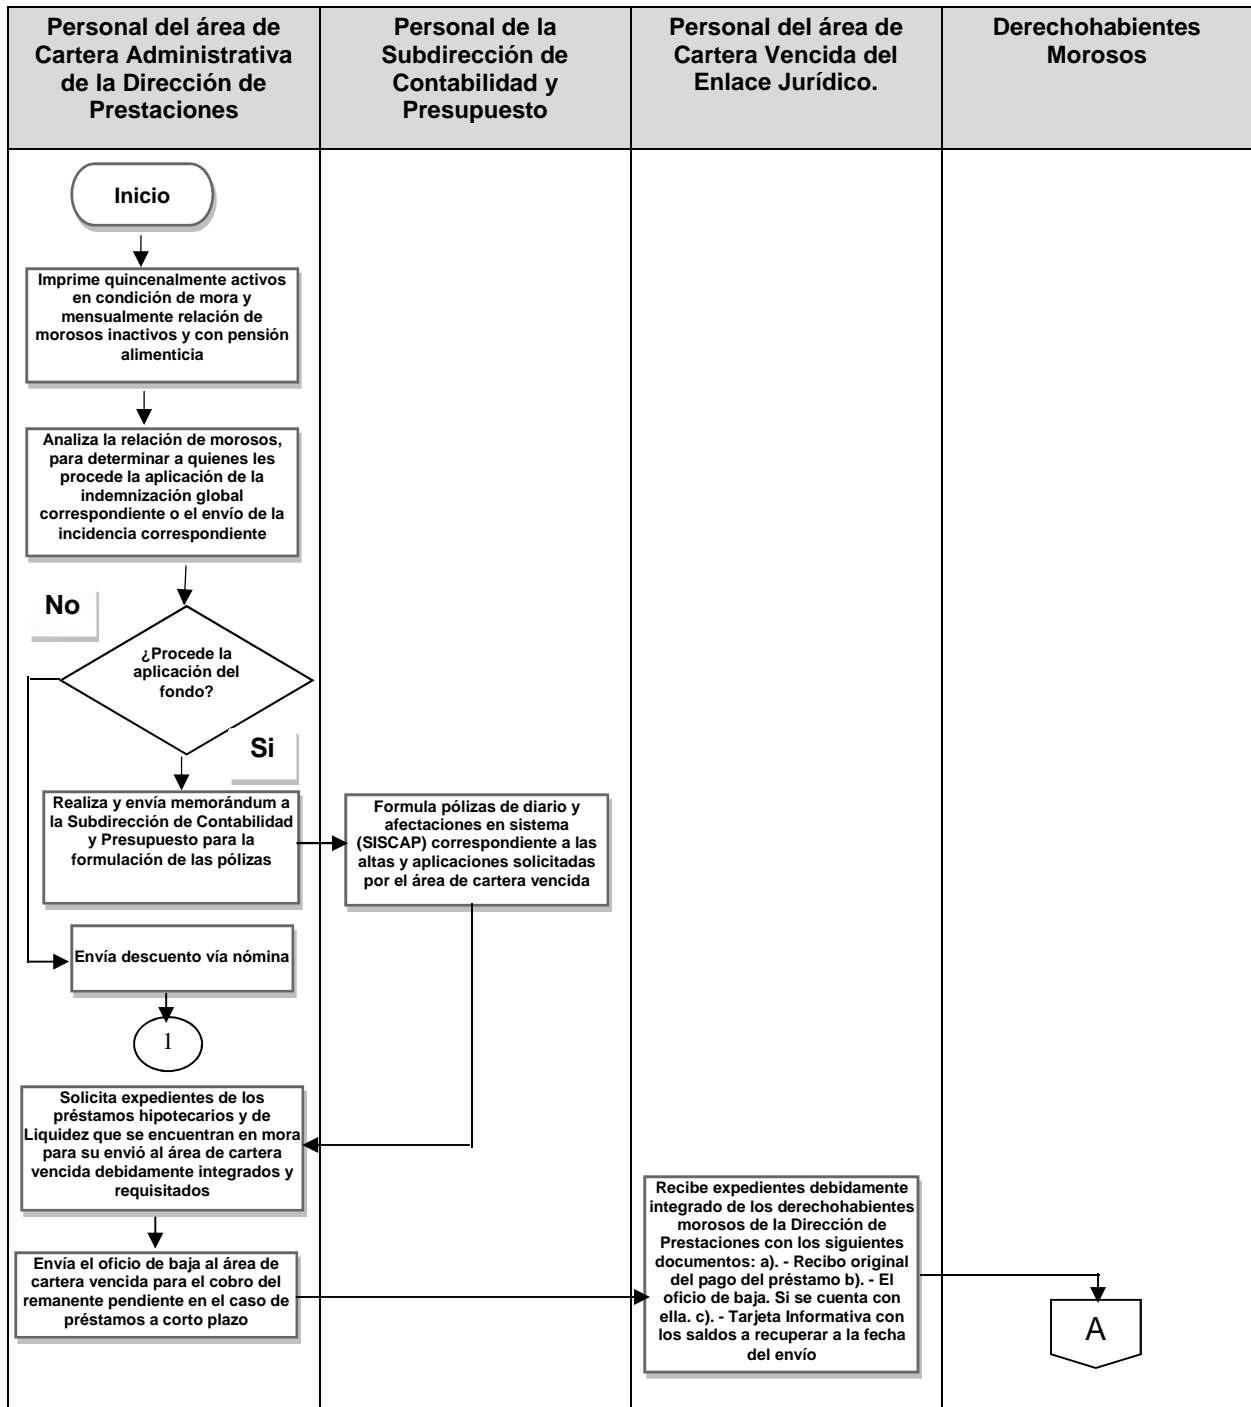 Personal del área de
Cartera Administrativa
de la Dirección de
Prestaciones
Personal de la
Subdirección de
Contabilidad y
Presupuesto
Personal del área de
Cartera Vencida del
Enlace Jurídico.
Derechohabientes
Morosos
Inicio
Imprime quincenalmente activos
en condición de mora y
mensualmente relación de
morosos inactivos y con pensión
alimenticia
Analiza la relación de morosos,
para determinar a quienes les
procede la aplicación de la
indemnización global
correspondiente o el envío de la
incidencia correspondiente
No
¿Procede la
aplicación del
fondo?
Si
Realiza y envía memorándum a
la Subdirección de Contabilidad
y Presupuesto para la
formulación de las pólizas
Formula pólizas de diario y
afectaciones en sistema
(SISCAP) correspondiente a las
altas y aplicaciones solicitadas
por el área de cartera vencida
Envía descuento vía nómina
1
Solicita expedientes de los
préstamos hipotecarios y de
Liquidez que se encuentran en mora
para su envió al área de cartera
vencida debidamente integrados y
requisitados
Envía el oficio de baja al área de
cartera vencida para el cobro del
remanente pendiente en el caso de
préstamos a corto plazo
Recibe expedientes debidamente
integrado de los derechohabientes
morosos de la Dirección de
Prestaciones con los siguientes
documentos: a). - Recibo original
del pago del préstamo b). - El
oficio de baja. Si se cuenta con
ella. c). - Tarjeta Informativa con
los saldos a recuperar a la fecha
del envío
A